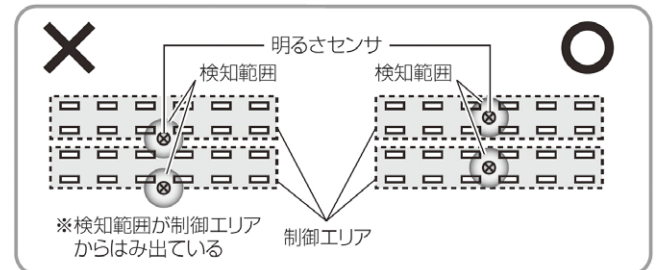 明るさセンサ
検知範囲
検知範囲
※検知範囲が制御エリア
からはみ出ている
制御エリア